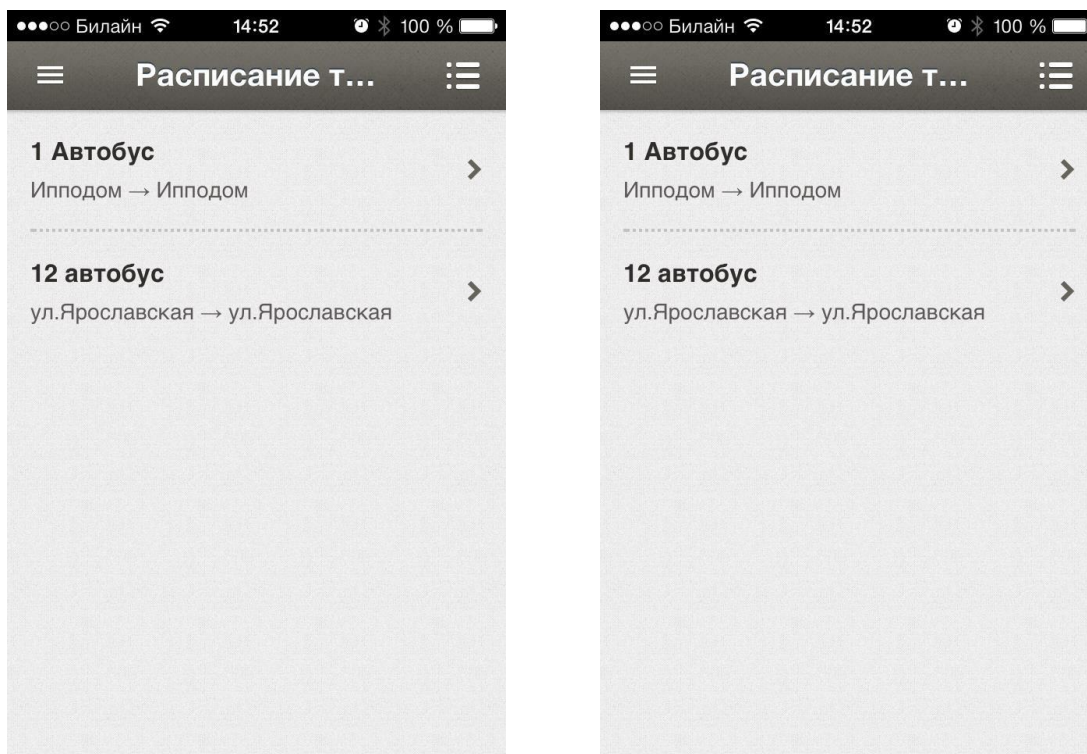 Билайн 14:52 100 %
Расписание т...
1 Автобус
Ипподом → Ипподом
12 автобус
ул.Ярославская → ул.Ярославская
Билайн 14:52 100 %
Расписание т...
1 Автобус
Ипподом → Ипподом
12 автобус
ул.Ярославская → ул.Ярославская